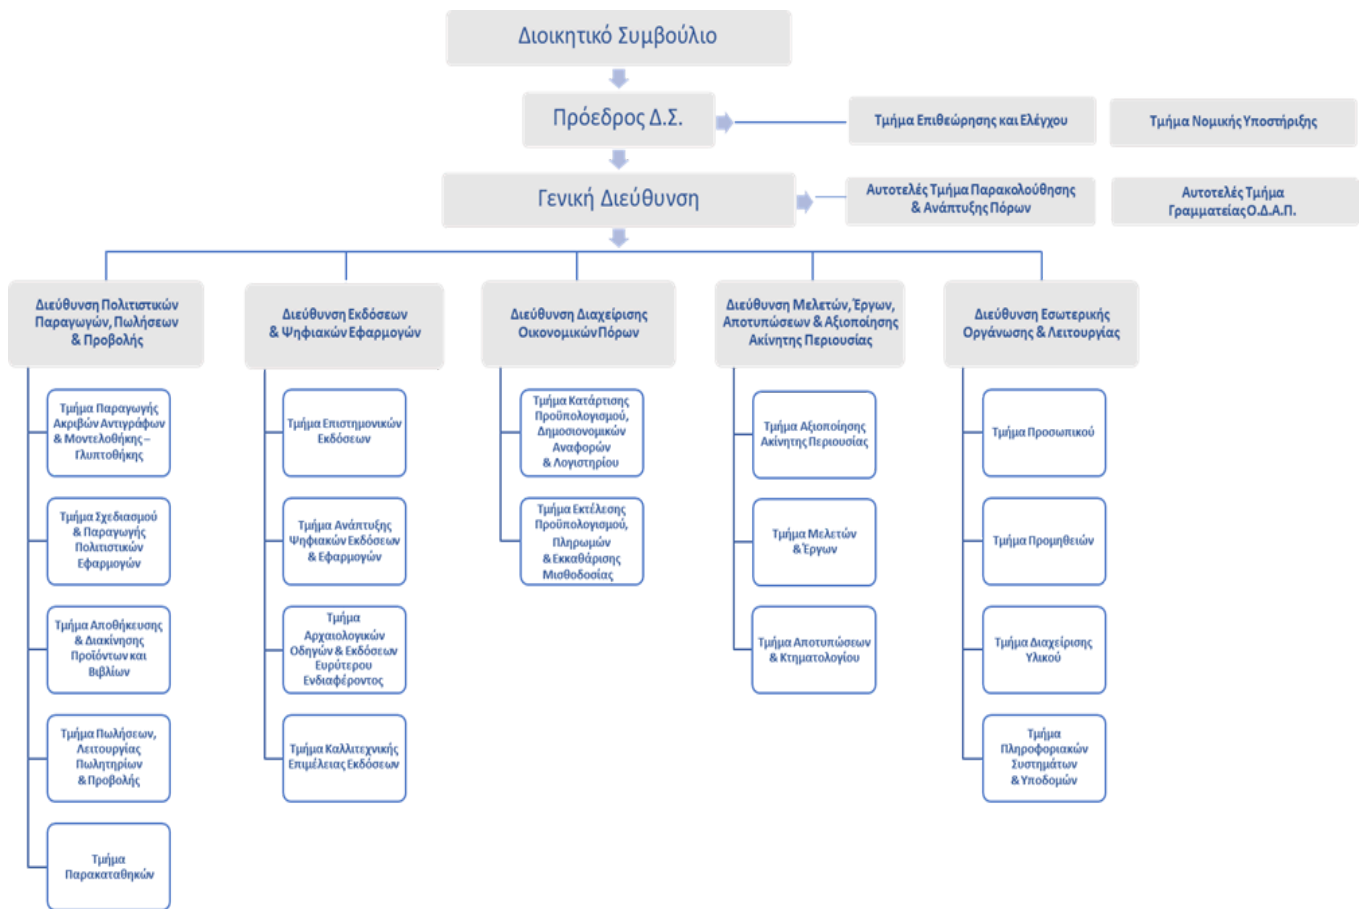 Διοικητικό Συμβούλιο
Πρόεδρος Δ.Σ.
Τμήμα Επιθεώρησης και Ελέγχου
Τμήμα Νομικής Υποστήριξης
Γενική Διεύθυνση
Αυτοτελές Τμήμα Παρακολούθησης
& Ανάπτυξης Πόρων
Αυτοτελές Τμήμα
Γραμματείας Ο.Δ.Α.Π.
Διεύθυνση Πολιτιστικών
Παραγωγών, Πωλήσεων
& Προβολής
Τμήμα Παραγωγής
Ακριβών Αντιγράφων
& Μοντελοθήκης –
Γλυπτοθήκης
Τμήμα Σχεδιασμού
& Παραγωγής
Πολιτιστικών
Εφαρμογών
Τμήμα Αποθήκευσης
& Διακίνησης
Προϊόντων και
Βιβλίων
Τμήμα Πωλήσεων,
Λειτουργίας
Πωλητηρίων
& Προβολής
Τμήμα
Παρακαταθηκών
Διεύθυνση Εκδόσεων
& Ψηφιακών Εφαρμογών
Τμήμα Επιστημονικών
Εκδόσεων
Τμήμα Ανάπτυξης
Ψηφιακών Εκδόσεων
& Εφαρμογών
Τμήμα
Αρχαιολογικών
Οδηγών & Εκδόσεων
Ευρύτερου
Ενδιαφέροντος
Τμήμα Καλλιτεχνικής
Επιμέλειας Εκδόσεων
Διεύθυνση Διαχείρισης
Οικονομικών Πόρων
Τμήμα Κατάρτισης
Προϋπολογισμού,
Δημοσιονομικών
Αναφορών
& Λογιστηρίου
Τμήμα Εκτέλεσης
Προϋπολογισμού,
Πληρωμών
& Εκκαθάρισης
Μισθοδοσίας
Διεύθυνση Μελετών, Έργων,
Αποτυπώσεων & Αξιοποίησης
Ακίνητης Περιουσίας
Τμήμα Αξιοποίησης
Ακίνητης Περιουσίας
Τμήμα Μελετών
& Έργων
Τμήμα Αποτυπώσεων
& Κτηματολογίου
Διεύθυνση Εσωτερικής
Οργάνωσης & Λειτουργίας
Τμήμα Προσωπικού
Τμήμα Προμηθειών
Τμήμα Διαχείρισης
Υλικού
Τμήμα
Πληροφοριακών
Συστημάτων
& Υποδομών